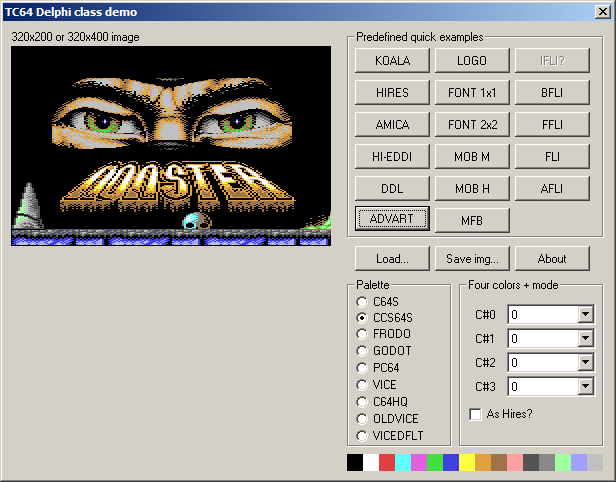 TC64 Delphi class demo
320x200 or 320x400 image
Predefined quick examples
KOALA LOGO IFLI?
HIRES FONT 1x1 BFLI
AMICA FONT 2x2 FFLI
HI-EDDI MOB M FLI
DDL MOB H AFLI
ADVART MFB
Load... Save img... About
Palette
C64S
CCS64S
FRODO
GODOT
PC64
VICE
C64HQ
OLDVICE
VICEDFLT
Four colors + mode
C#0 0
C#1 0
C#2 0
C#3 0
As Hires?